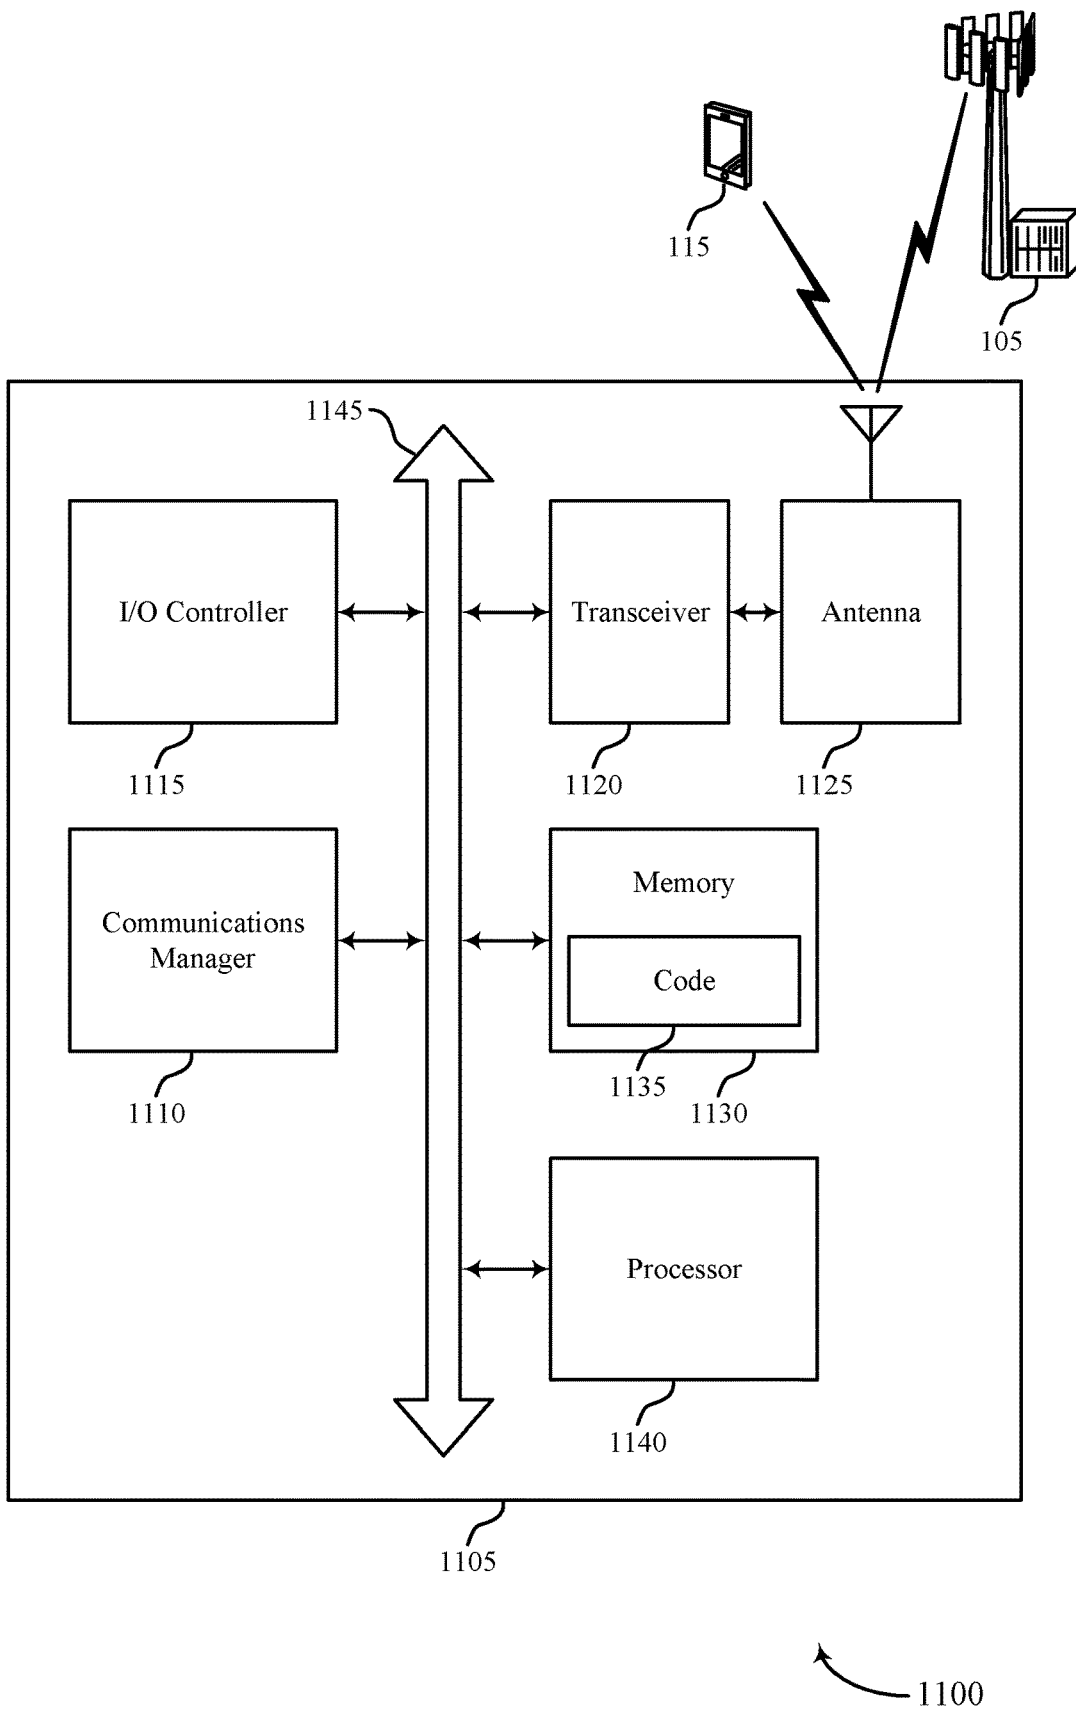 115
105
1145
I/O Controller
Transceiver
Antenna
1115
1120
1125
Communications
Manager
Memory
Code
1135
1110
1130
Processor
1140
1105
1100